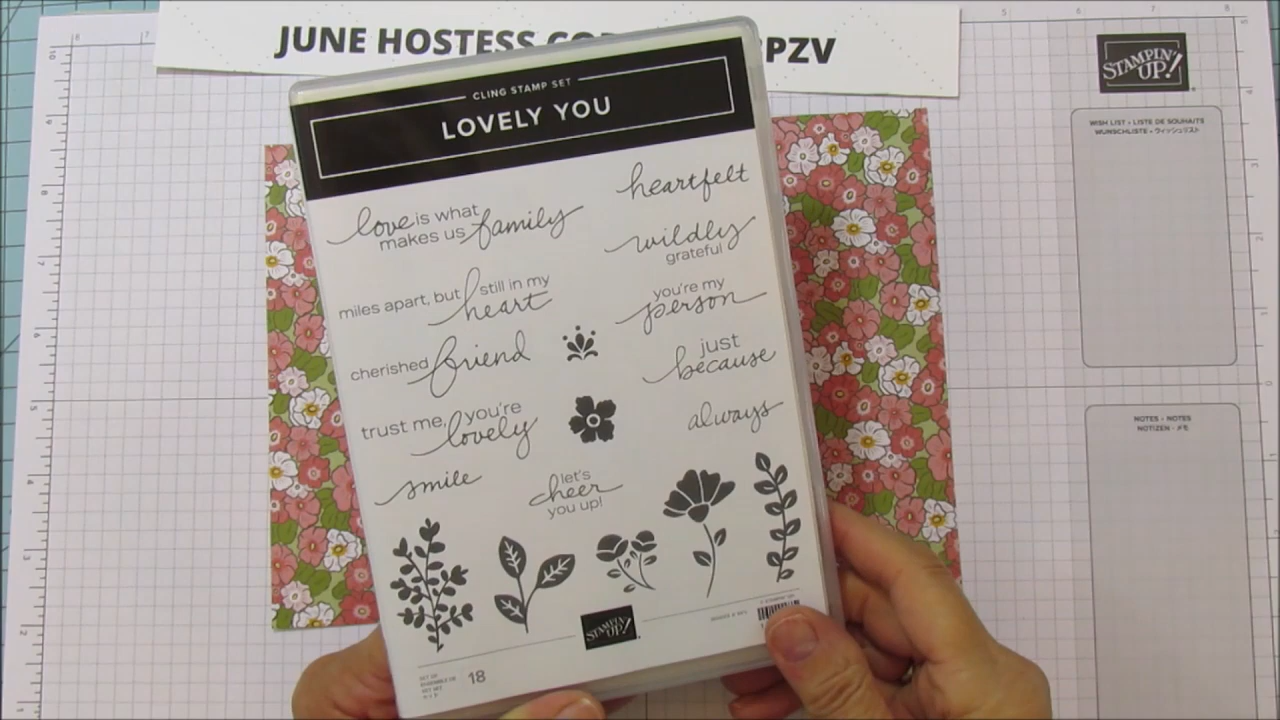 JUNE HOSTESS CO
PZV
CLING STAMP SET
LOVELY YOU
love is what
makes us family
heartfelt
wildly
grateful
miles apart, but still in my
heart
you're my
person
cherished friend
just
because
trust me, you're
lovely
always
smile
let's
cheer
you up!
STAMPIN'
UP!
18
STAMPIN'
UP!
WISH LIST • LISTE DE SOUHAITS
WUNSCHLISTE • ウィッシュリスト
NOTES • NOTES
NOTIZEN • メモ